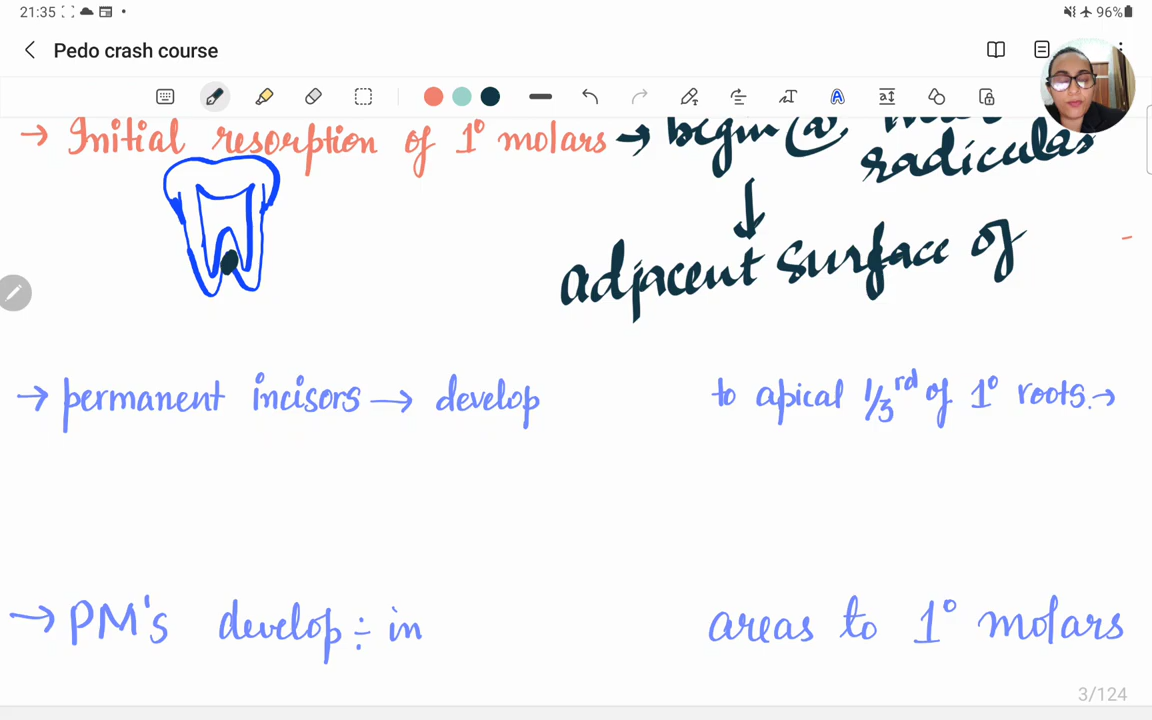 21:35
96%
Pedo crash course
→ Initial resorption of 1° molars → begin @
radiculas
↓
adjacent surface of
→ permanent incisors → develop to apical 1/3rd of 1° roots. →
→ PM's develop ÷ in areas to 1° molars
3/124